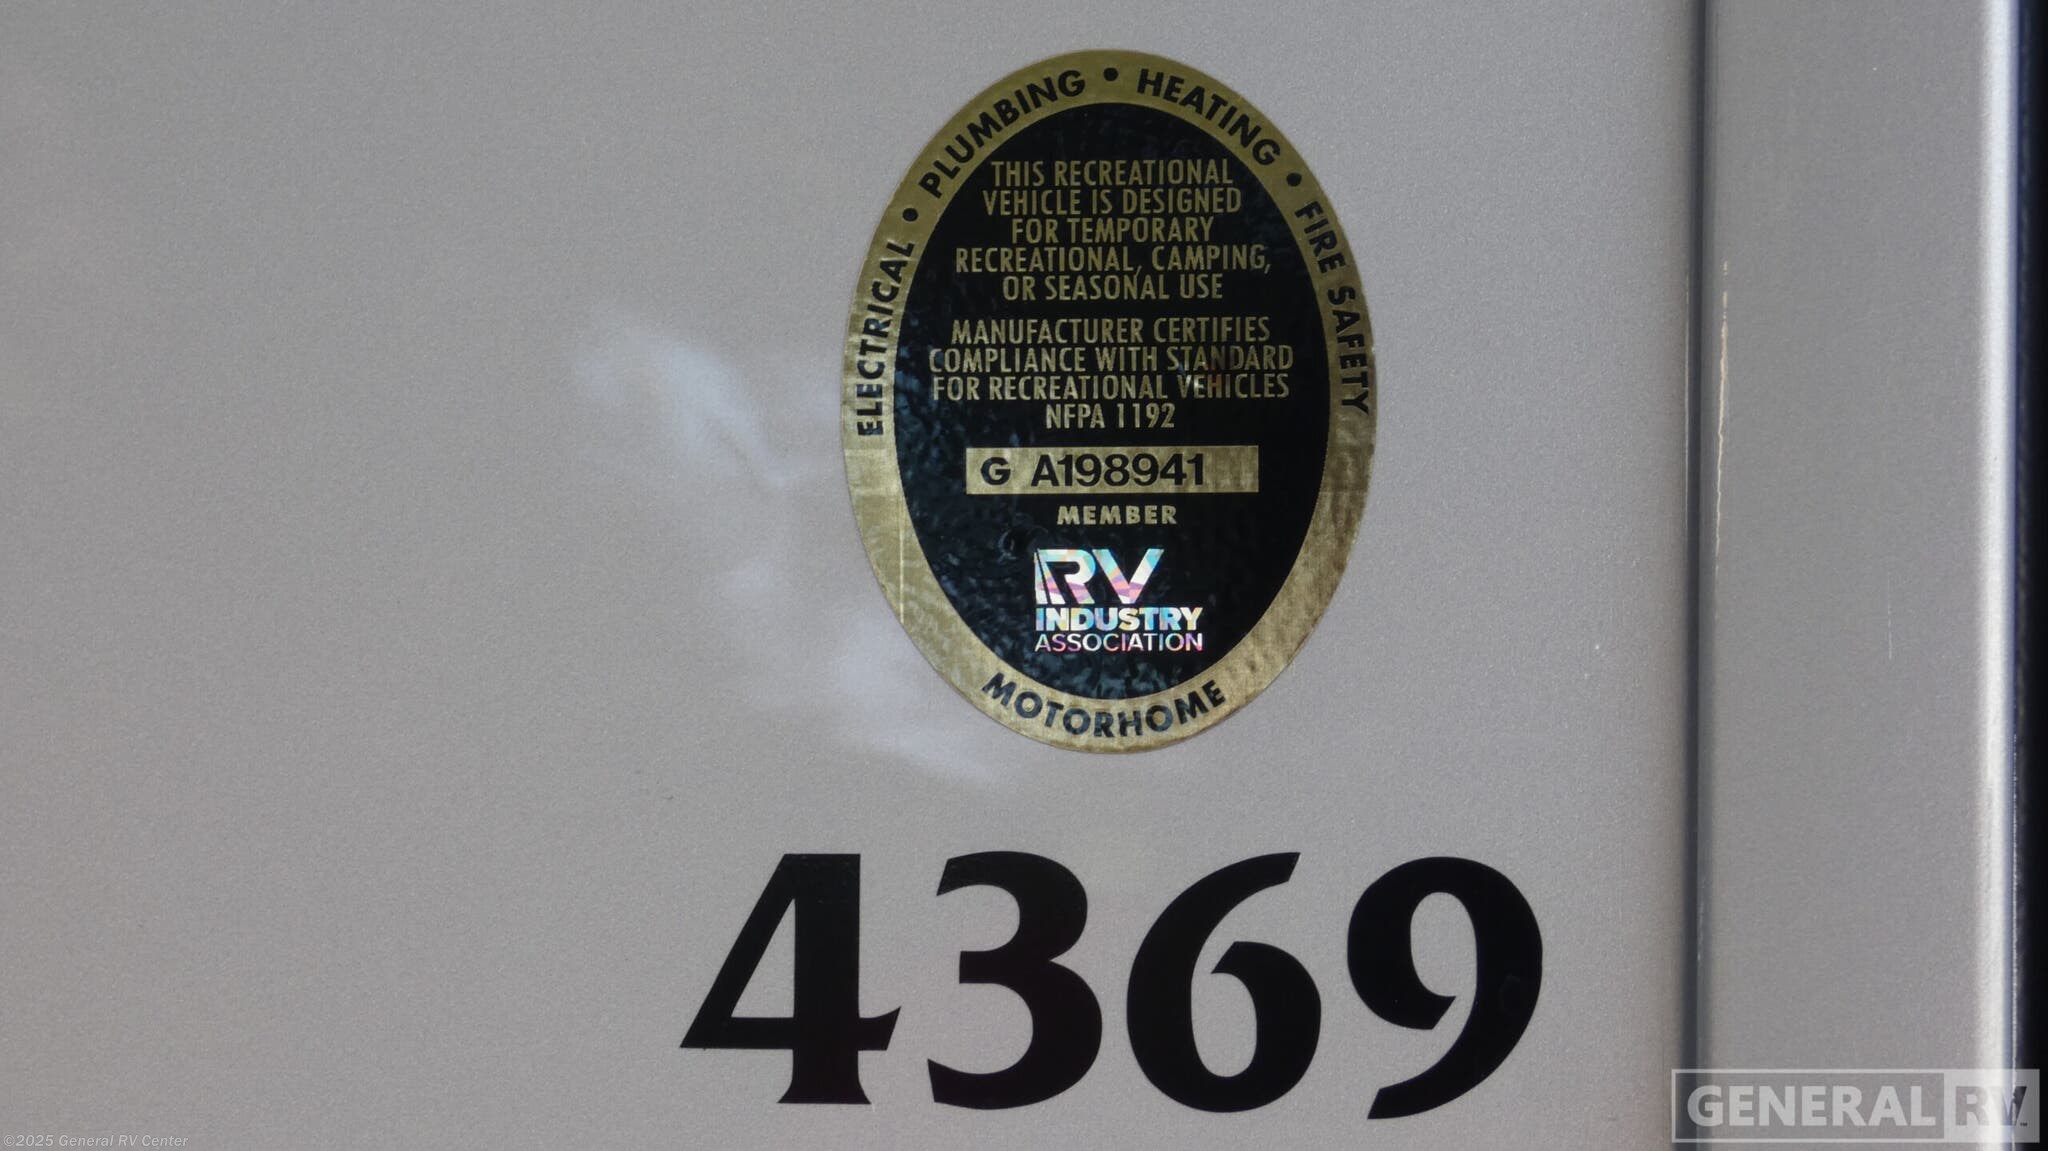 ELECTRICAL • PLUMBING • HEATING • FIRE SAFETY
THIS RECREATIONAL
VEHICLE IS DESIGNED
FOR TEMPORARY
RECREATIONAL, CAMPING,
OR SEASONAL USE
MANUFACTURER CERTIFIES
COMPLIANCE WITH STANDARD
FOR RECREATIONAL VEHICLES
NFPA 1192
G A198941
MEMBER
RV
INDUSTRY
ASSOCIATION
MOTORHOME
4369
GENERAL RV
©2025 General RV Center